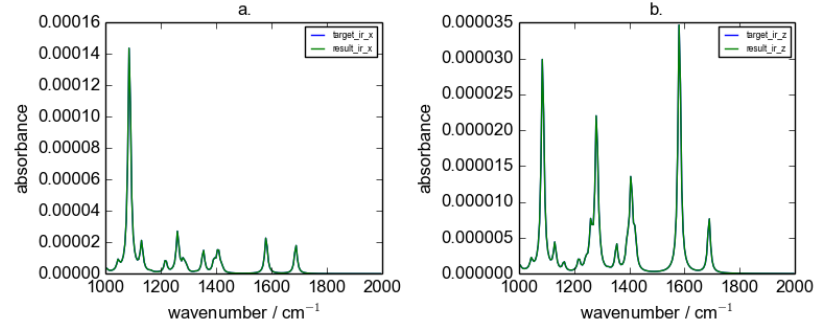 a.
0.00016
0.00014
0.00012
0.00010
0.00008
0.00006
0.00004
0.00002
0.00000
absorbance
target_ir_x
result_ir_x
1000 1200 1400 1600 1800 2000
wavenumber / cm⁻¹
b.
0.000035
0.000030
0.000025
0.000020
0.000015
0.000010
0.000005
0.000000
absorbance
target_ir_z
result_ir_z
1000 1200 1400 1600 1800 2000
wavenumber / cm⁻¹